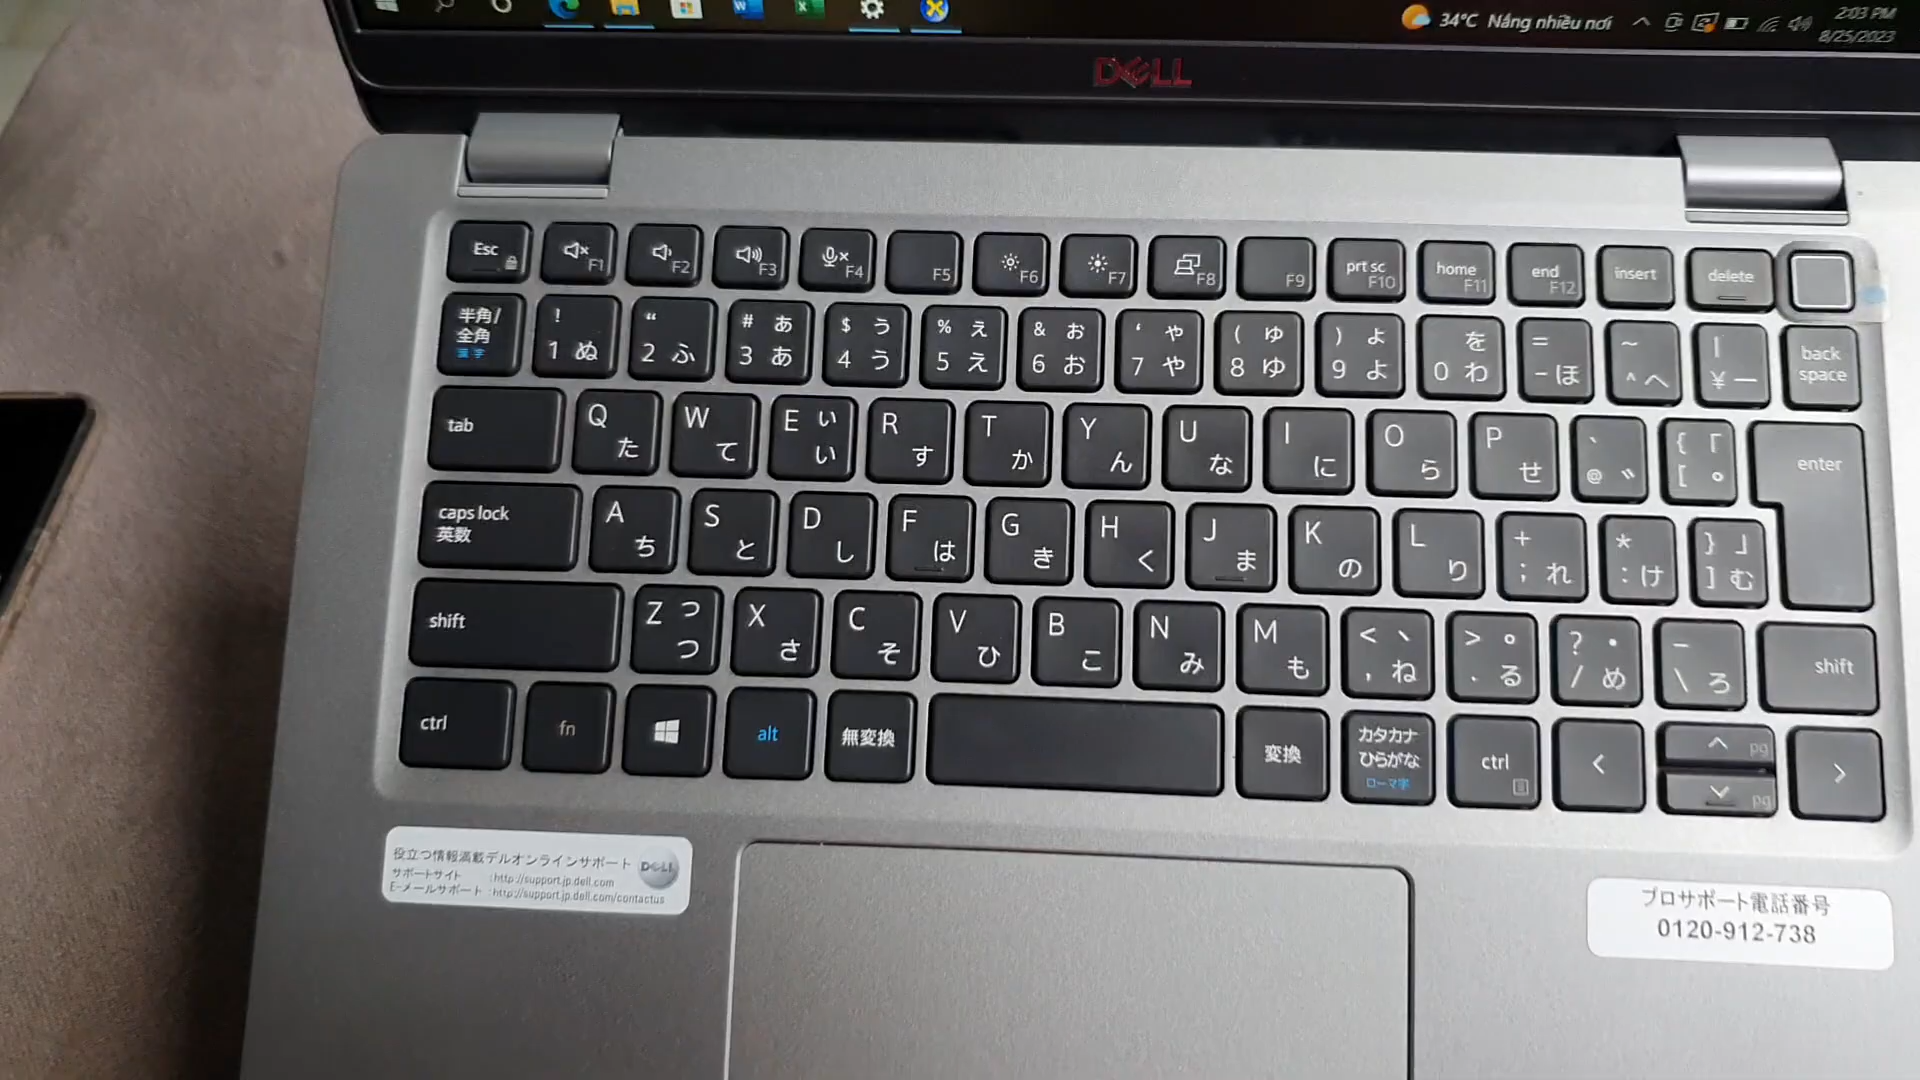 34°C Nắng nhiều nơi
2:03 PM
8/25/2023
DELL
Esc F1 F2 F3 F4 F5 F6 F7 F8 F9 prt sc F10 home F11 end F12 insert delete
半角/ ! “ # あ $ う % え & お ‘ や ( ゆ ) よ を = ~ | back
全角 1 ぬ 2 ふ 3 あ 4 う 5 え 6 お 7 や 8 ゆ 9 よ 0 わ - ほ ^ へ ¥ ー space
漢字
tab Q W E い R T Y U I O P ` { 「 enter
た て い す か ん な に ら せ @ ゛ [ ゜
caps lock A S D F G H J K L + * } 」
英数 ち と し は き く ま の り ; れ : け ] む
shift Z っ X C V B N M < 、 > 。 ? ・ _ shift
つ さ そ ひ こ み も , ね . る / め \ ろ
ctrl fn alt 無変換 変換 カタカナ ctrl < ^ pg >
ひらがな
ローマ字 pg
役立つ情報満載デルオンラインサポート DELL
サポートサイト :http://support.jp.dell.com
E-メールサポート :http://support.jp.dell.com/contactus
プロサポート電話番号
0120-912-738